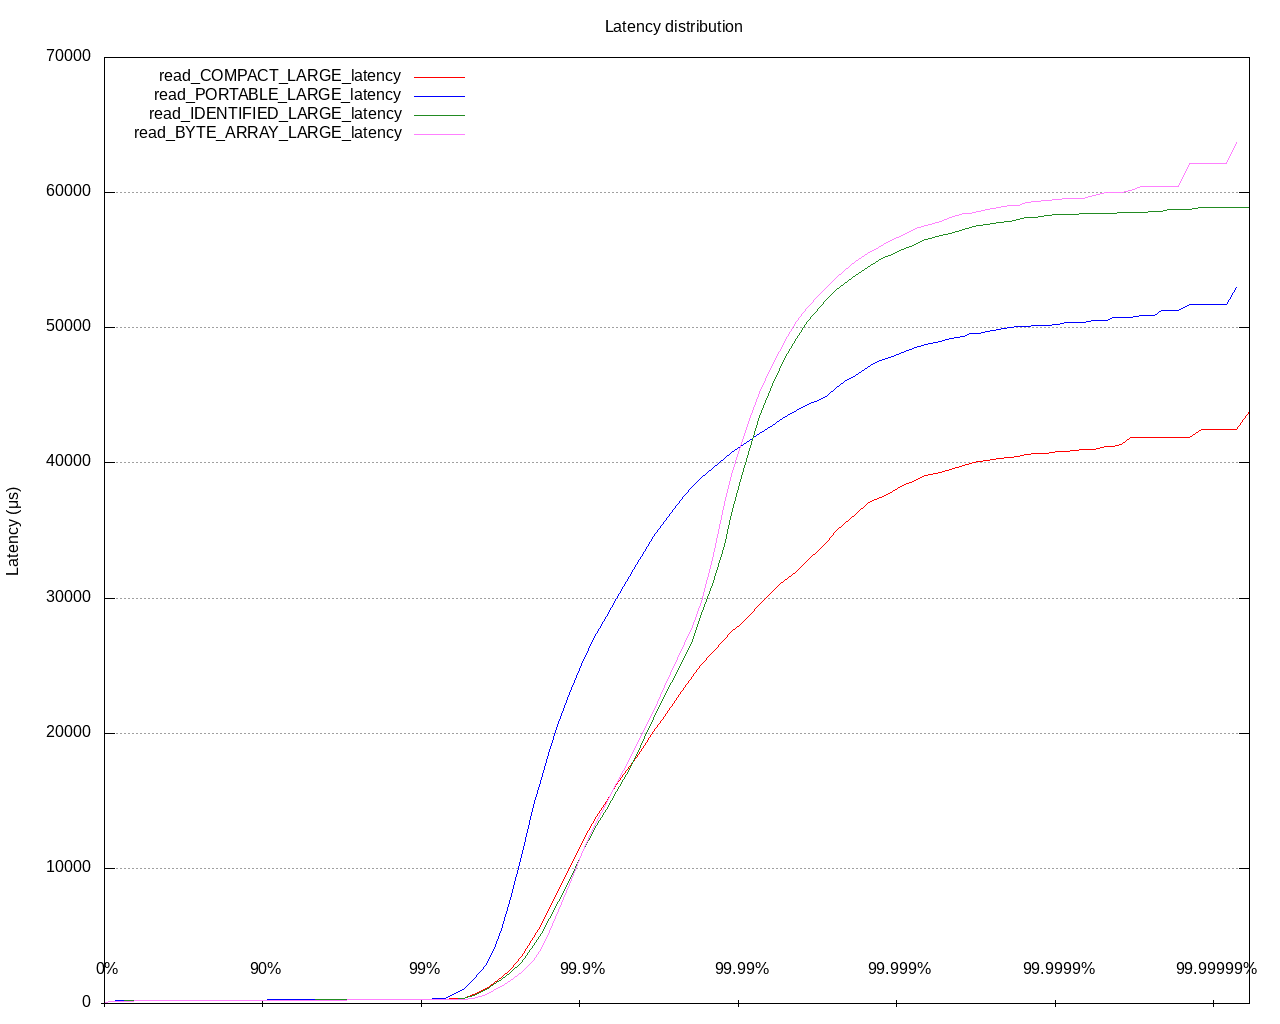 Latency distribution
70000
60000
50000
40000
30000
20000
10000
0
Latency (µs)
read_COMPACT_LARGE_latency
read_PORTABLE_LARGE_latency
read_IDENTIFIED_LARGE_latency
read_BYTE_ARRAY_LARGE_latency
0% 90% 99% 99.9% 99.99% 99.999% 99.9999% 99.99999%